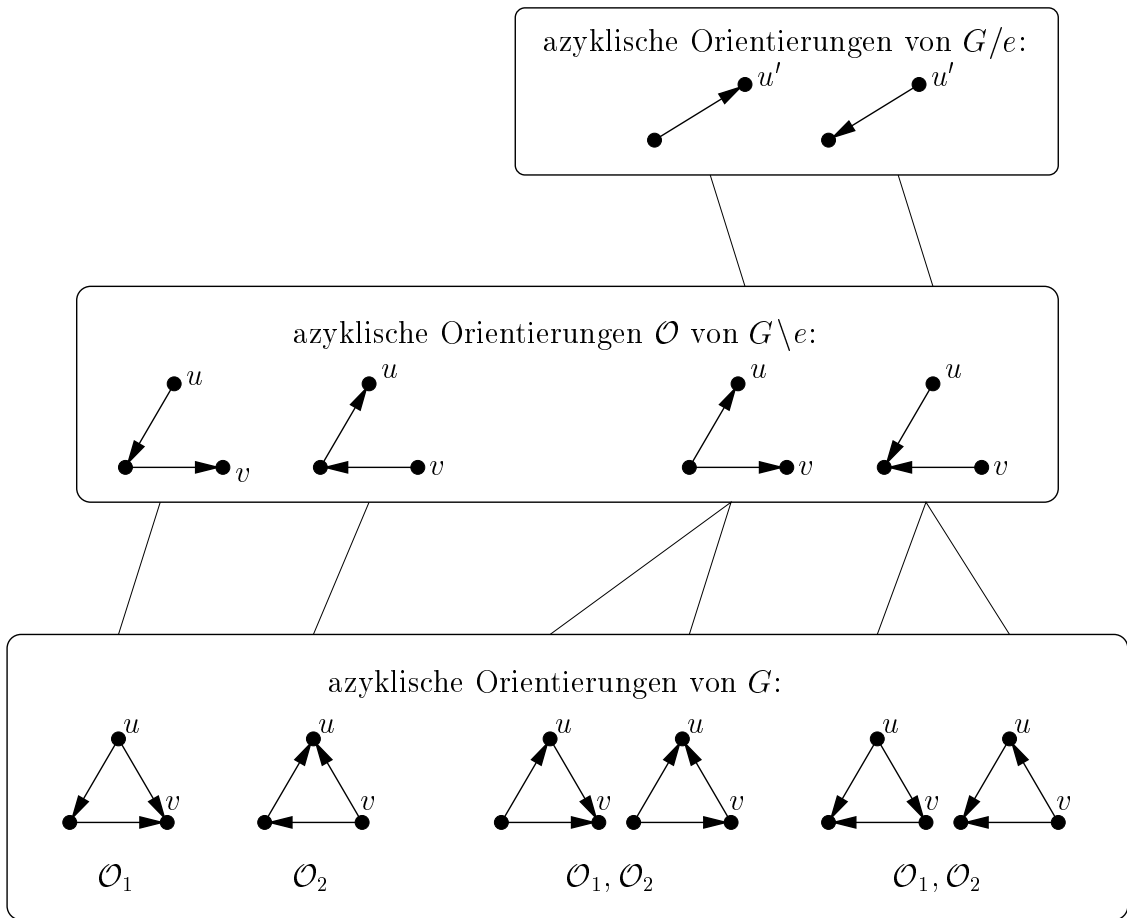 azyklische Orientierungen von G/e:
u′ u′
azyklische Orientierungen 𝒪 von G\e:
u u u u
v v v v
azyklische Orientierungen von G:
u u u u u u
v v v v v v
𝒪₁ 𝒪₂ 𝒪₁, 𝒪₂ 𝒪₁, 𝒪₂